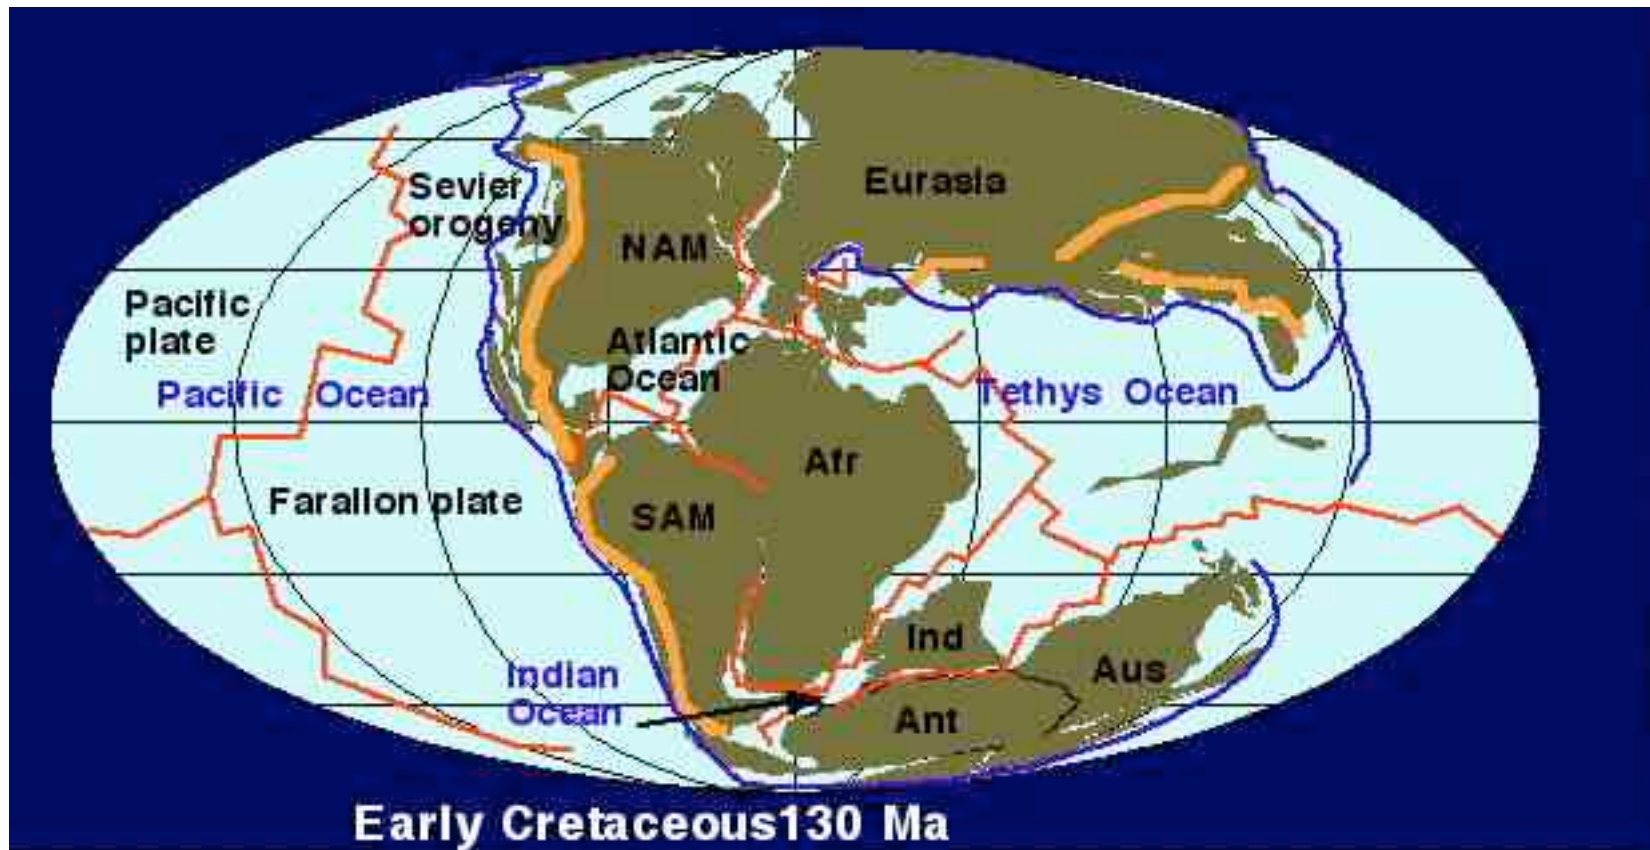 Sevier
orogeny
Eurasia
NAM
Pacific
plate
Atlantic
Ocean
Pacific Ocean
Tethys Ocean
Afr
Farallon plate
SAM
Ind
Aus
Indian
Ocean
Ant
Early Cretaceous130 Ma